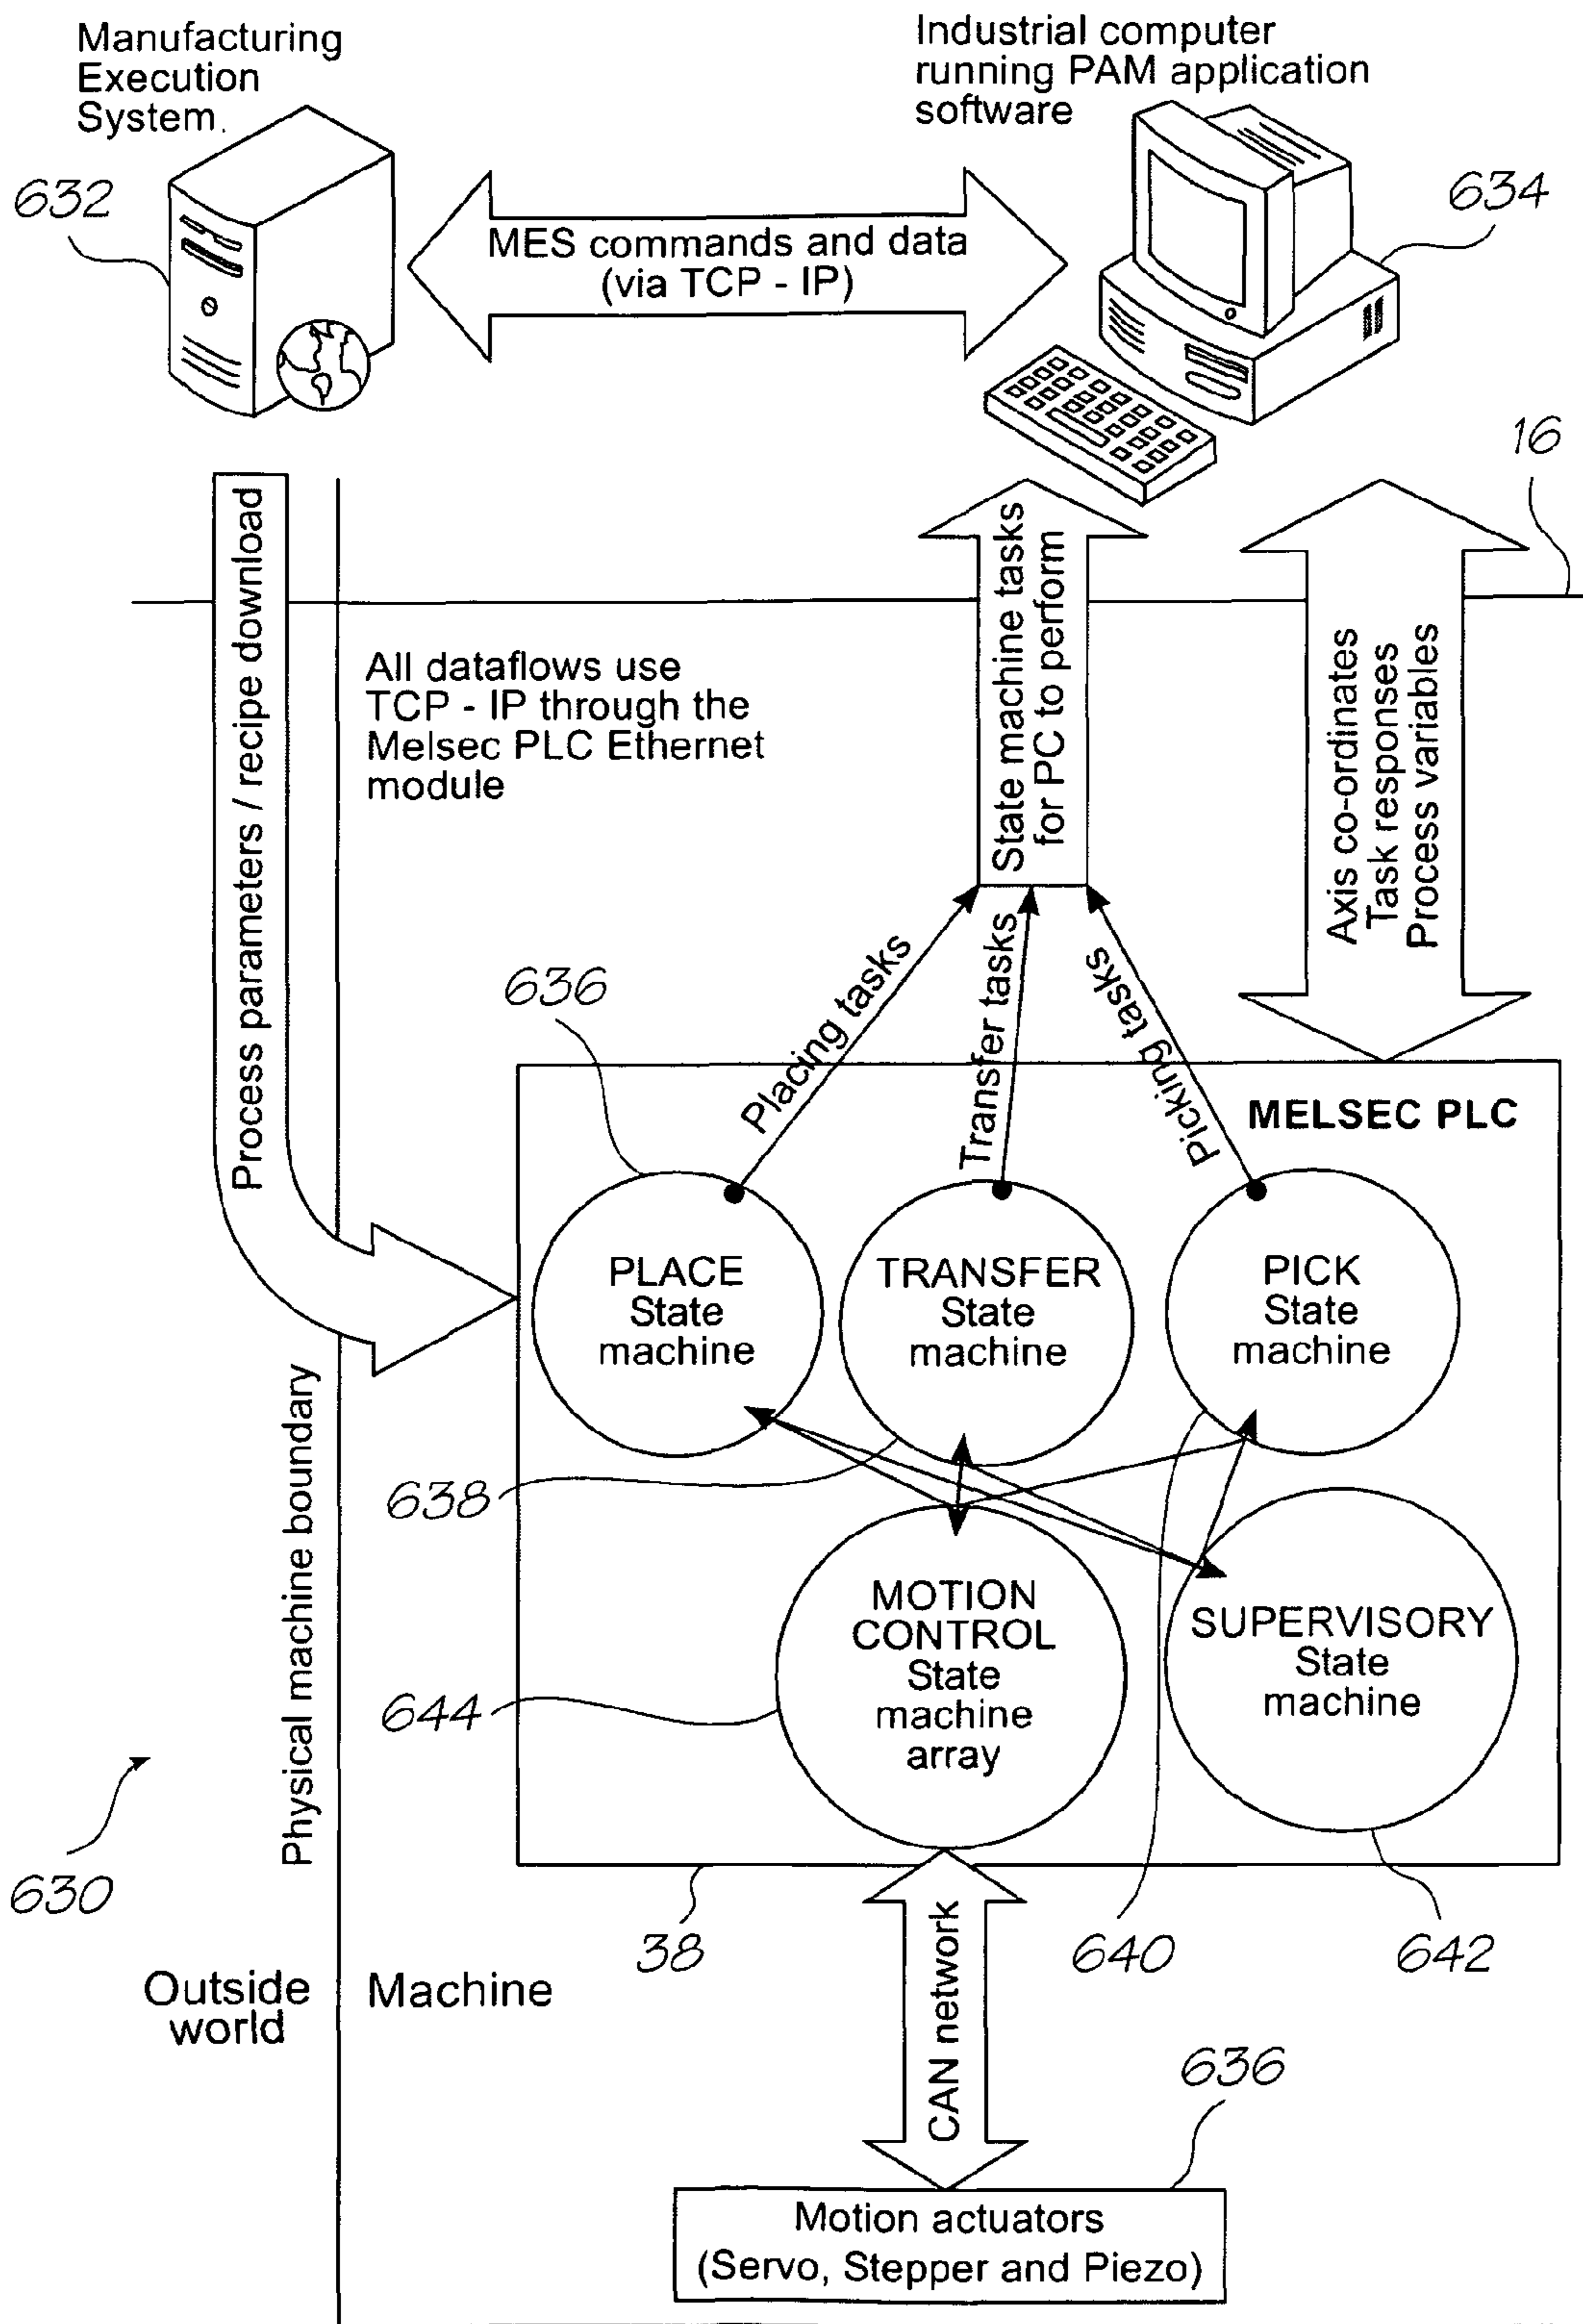 Manufacturing
Execution
System.
Industrial computer
running PAM application
software
632
634
MES commands and data
(via TCP - IP)
16
Process parameters / recipe download
All dataflows use
TCP - IP through the
Melsec PLC Ethernet
module
State machine tasks
for PC to perform
Axis co-ordinates
Task responses
Process variables
636
Placing tasks
Transfer tasks
Picking tasks
MELSEC PLC
PLACE
State
machine
TRANSFER
State
machine
PICK
State
machine
638
MOTION
CONTROL
State
machine
array
SUPERVISORY
State
machine
644
Physical machine boundary
630
38
640
642
Outside
world
Machine
CAN network
636
Motion actuators
(Servo, Stepper and Piezo)